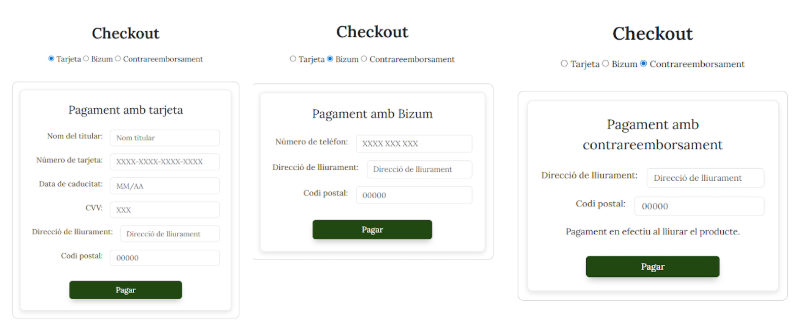 Checkout
Tarjeta Bizum Contrareemborsament
Pagament amb tarjeta
Nom del titular: Nom titular
Número de tarjeta: XXXX-XXXX-XXXX-XXXX
Data de caducitat: MM/AA
CVV: XXX
Direcció de lliurament: Direcció de lliurament
Codi postal: 00000
Pagar
Checkout
Tarjeta Bizum Contrareemborsament
Pagament amb Bizum
Número de telèfon: XXXX XXX XXX
Direcció de lliurament: Direcció de lliurament
Codi postal: 00000
Pagar
Checkout
Tarjeta Bizum Contrareemborsament
Pagament amb
contrareemborsament
Direcció de lliurament: Direcció de lliurament
Codi postal: 00000
Pagament en efectiu al lliurar el producte.
Pagar